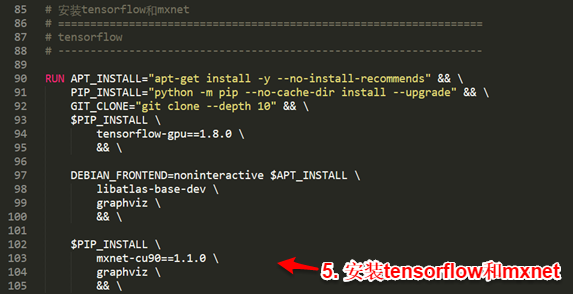 85 # 安装tensorflow和mxnet
86 # ==================================================================
87 # tensorflow
88 # ------------------------------------------------------------------
89
90 RUN APT_INSTALL="apt-get install -y --no-install-recommends" && \
91 PIP_INSTALL="python -m pip --no-cache-dir install --upgrade" && \
92 GIT_CLONE="git clone --depth 10" && \
93 $PIP_INSTALL \
94 tensorflow-gpu==1.8.0 \
95 && \
96
97 DEBIAN_FRONTEND=noninteractive $APT_INSTALL \
98 libatlas-base-dev \
99 graphviz \
100 && \
101
102 $PIP_INSTALL \
103 mxnet-cu90==1.1.0 \
104 graphviz \
105 && \
5. 安装tensorflow和mxnet